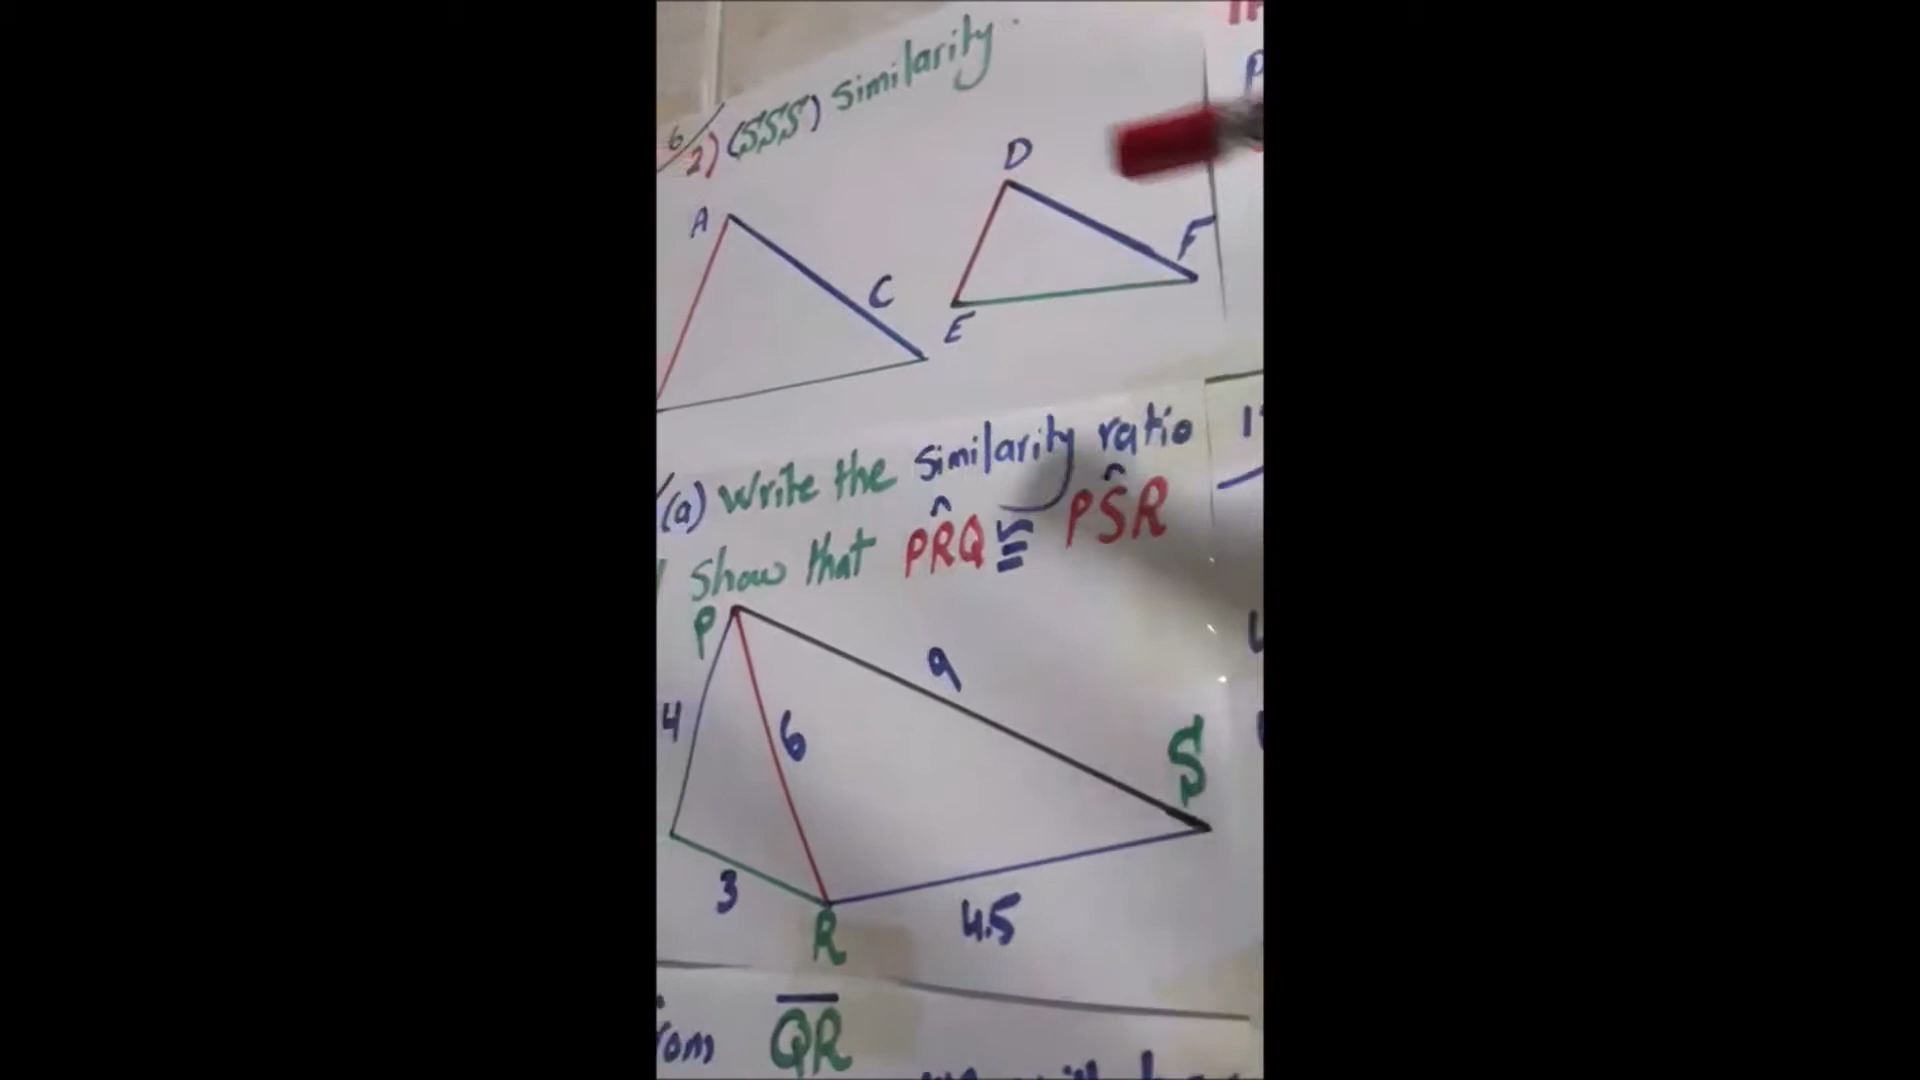 6/
2) (SSS) Similarity.
D
A
F
C
E
(a) Write the Similarity ratio
Show that PR̂Q ≅ PŜR
P
9
4
6
S
3
4.5
R
QR